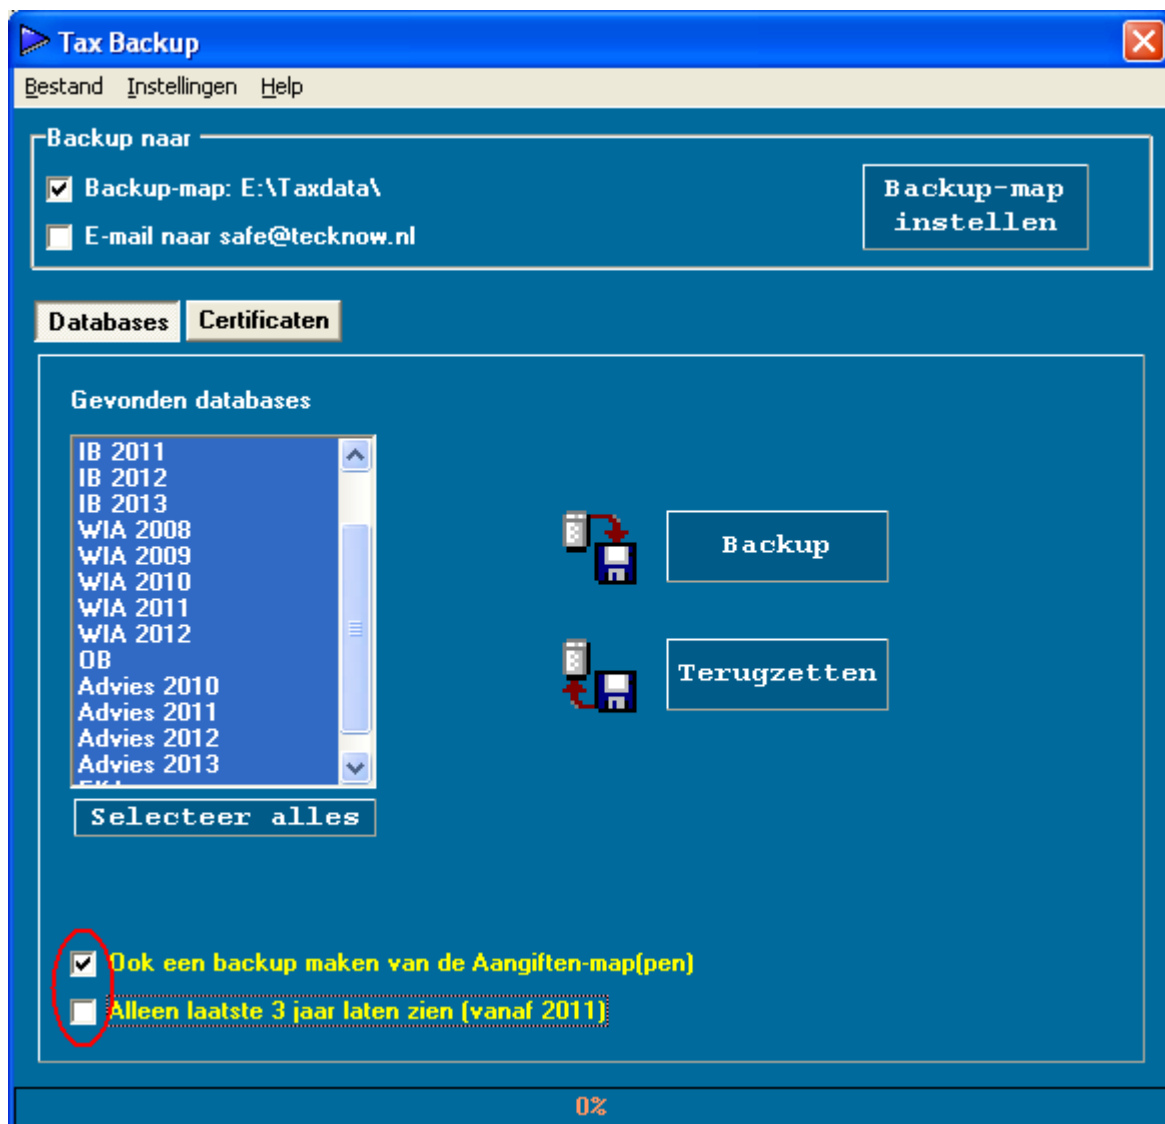 Tax Backup
Bestand Instellingen Help
Backup naar
Backup-map: E:\Taxdata\
E-mail naar safe@tecknow.nl
Backup-map
instellen
Databases Certificaten
Gevonden databases
IB 2011
IB 2012
IB 2013
WIA 2008
WIA 2009
WIA 2010
WIA 2011
WIA 2012
OB
Advies 2010
Advies 2011
Advies 2012
Advies 2013
Selecteer alles
Backup
Terugzetten
Ook een backup maken van de Aangiften-map(pen)
Alleen laatste 3 jaar laten zien (vanaf 2011)
0%